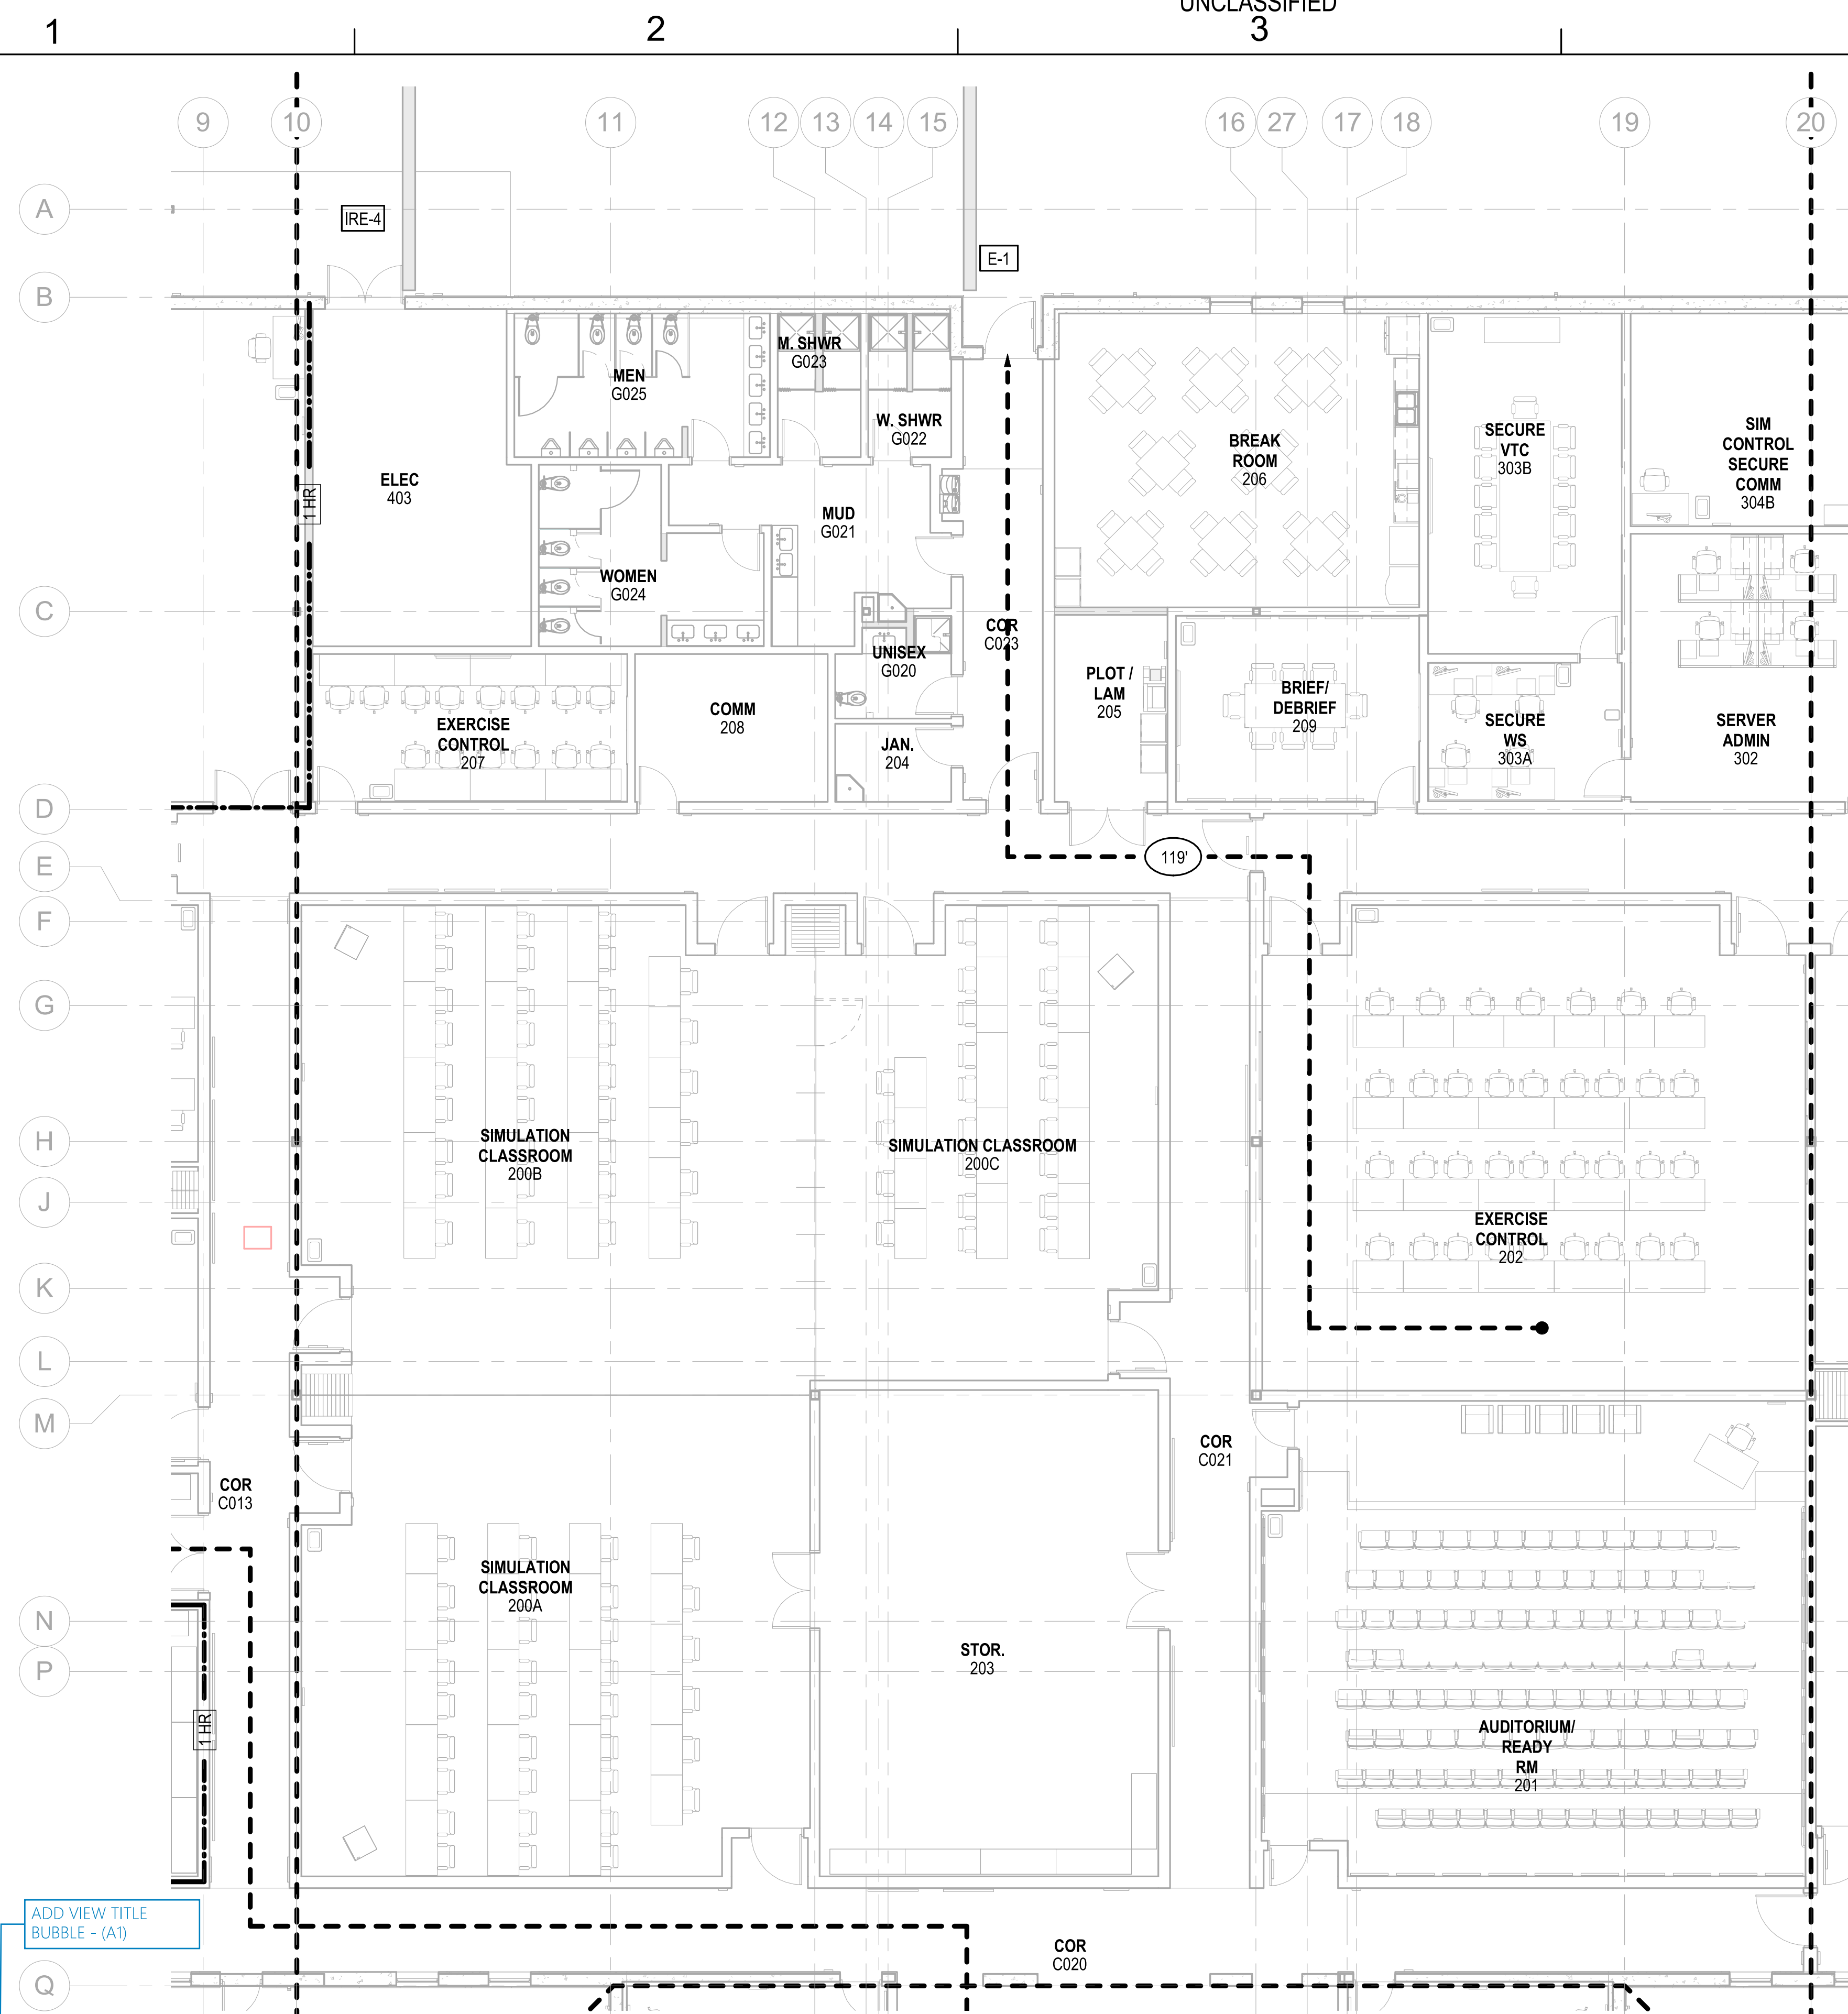 UNCLASSIFIED
1
2
3
9
10
11
12
13
14
15
16
27
17
18
19
20
A
IRE-4
E-1
B
M. SHWR
G023
MEN
G025
W. SHWR
G022
BREAK
ROOM
206
SECURE
VTC
303B
SIM
CONTROL
SECURE
COMM
304B
ELEC
403
1 HR
MUD
G021
WOMEN
G024
C
COR
C023
UNISEX
G020
PLOT /
LAM
205
BRIEF/
DEBRIEF
209
COMM
208
EXERCISE
CONTROL
207
JAN.
204
SECURE
WS
303A
SERVER
ADMIN
302
D
E
119'
F
G
H
SIMULATION
CLASSROOM
200B
SIMULATION CLASSROOM
200C
J
EXERCISE
CONTROL
202
K
L
M
COR
C021
COR
C013
SIMULATION
CLASSROOM
200A
N
STOR.
203
P
1 HR
AUDITORIUM/
READY
RM
201
ADD VIEW TITLE
BUBBLE - (A1)
COR
C020
Q